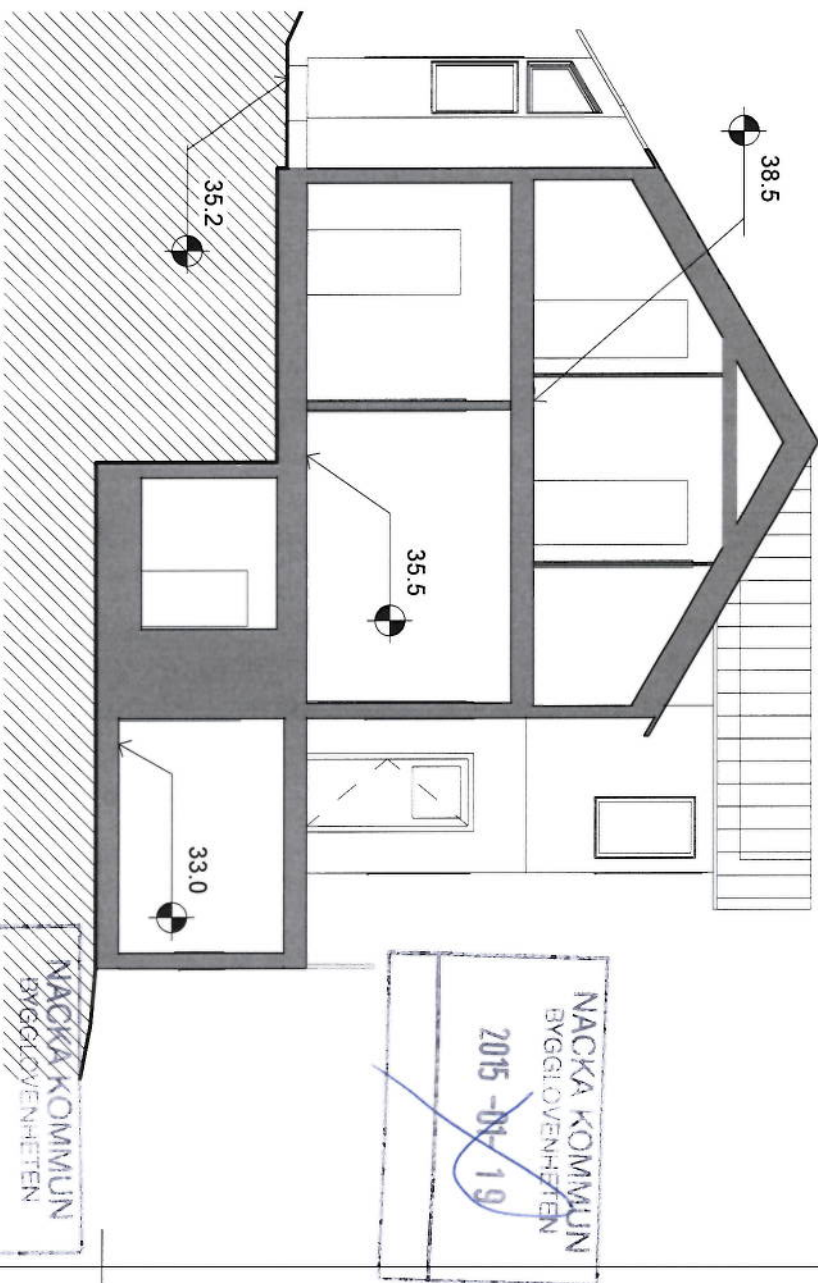 38.5
35.2
35.5
33.0
NACKA KOMMUN
BYGGLOVENHETEN
2015 -01- 19
NACKA KOMMUN
BYGGLOVENHETEN